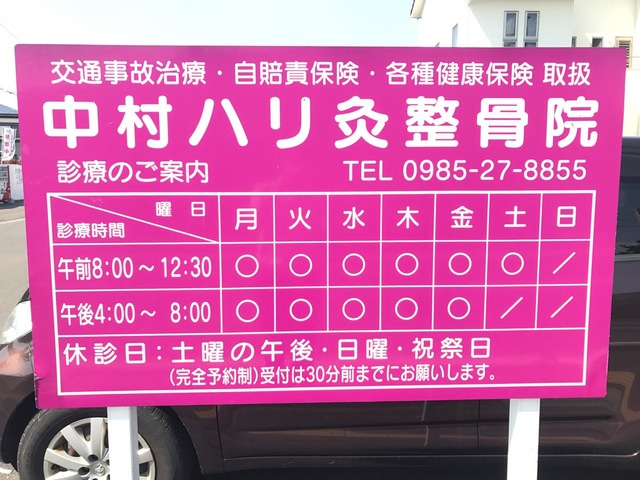 交通事故治療・自賠責保険・各種健康保険 取扱
中村ハリ灸整骨院
診療のご案内 TEL 0985-27-8855
曜日 診療時間 月 火 水 木 金 土 日
午前8:00～12:30 ○ ○ ○ ○ ○ ○ ／
午後4:00～ 8:00 ○ ○ ○ ○ ○ ／ ／
休診日：土曜の午後・日曜・祝祭日
(完全予約制)受付は30分前までにお願いします。